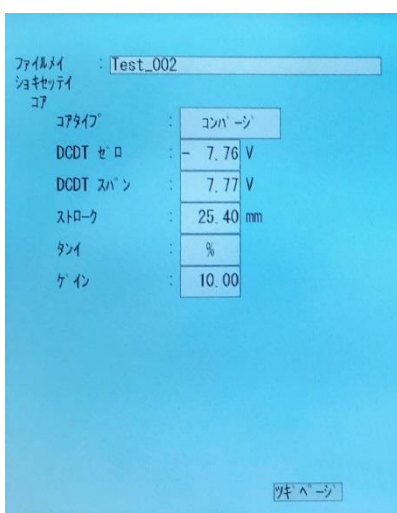 ﾌｧｲﾙﾒｲ : Test_002
ｼｮｷｾｯﾃｲ
ｺｱ
ｺｱﾀｲﾌﾟ : ｺﾝﾊﾞｰｼﾞ
DCDT ｾﾞﾛ : - 7.76 V
DCDT ｽﾊﾟﾝ : 7.77 V
ｽﾄﾛｰｸ : 25.40 mm
ﾀﾝｲ : %
ｹﾞｲﾝ : 10.00
ﾂｷﾞﾍﾟｰｼﾞ